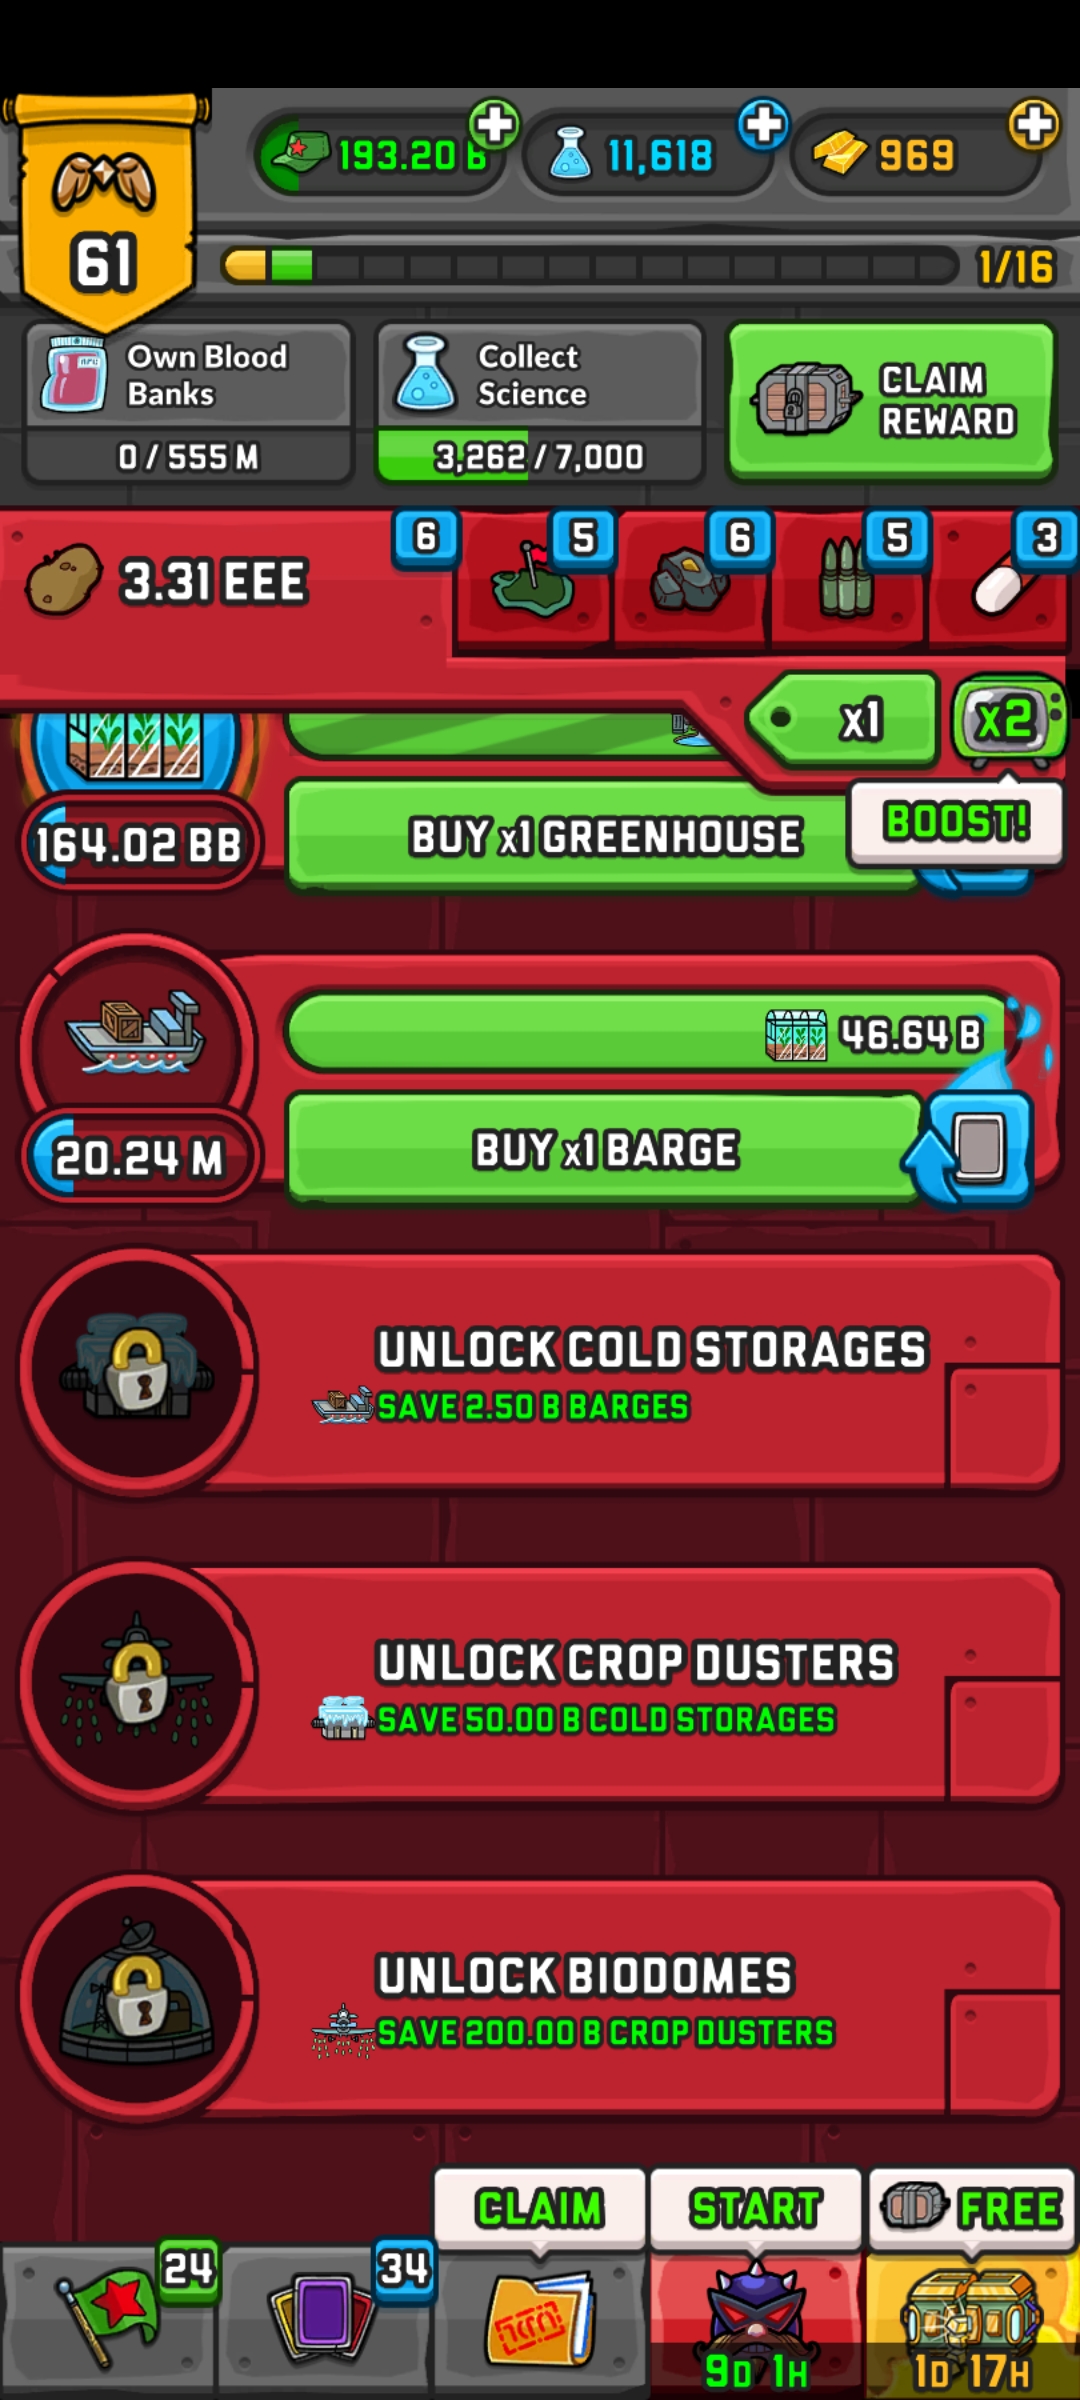 193.20 B
11,618
969
61
1/16
Own Blood
Banks
0 / 555 M
Collect
Science
3,262 / 7,000
CLAIM
REWARD
3.31 EEE
6
5
6
5
3
x1
x2
BOOST!
164.02 BB
BUY x1 GREENHOUSE
46.64 B
20.24 M
BUY x1 BARGE
UNLOCK COLD STORAGES
SAVE 2.50 B BARGES
UNLOCK CROP DUSTERS
SAVE 50.00 B COLD STORAGES
UNLOCK BIODOMES
SAVE 200.00 B CROP DUSTERS
CLAIM
START
FREE
24
34
9D 1H
1D 17H